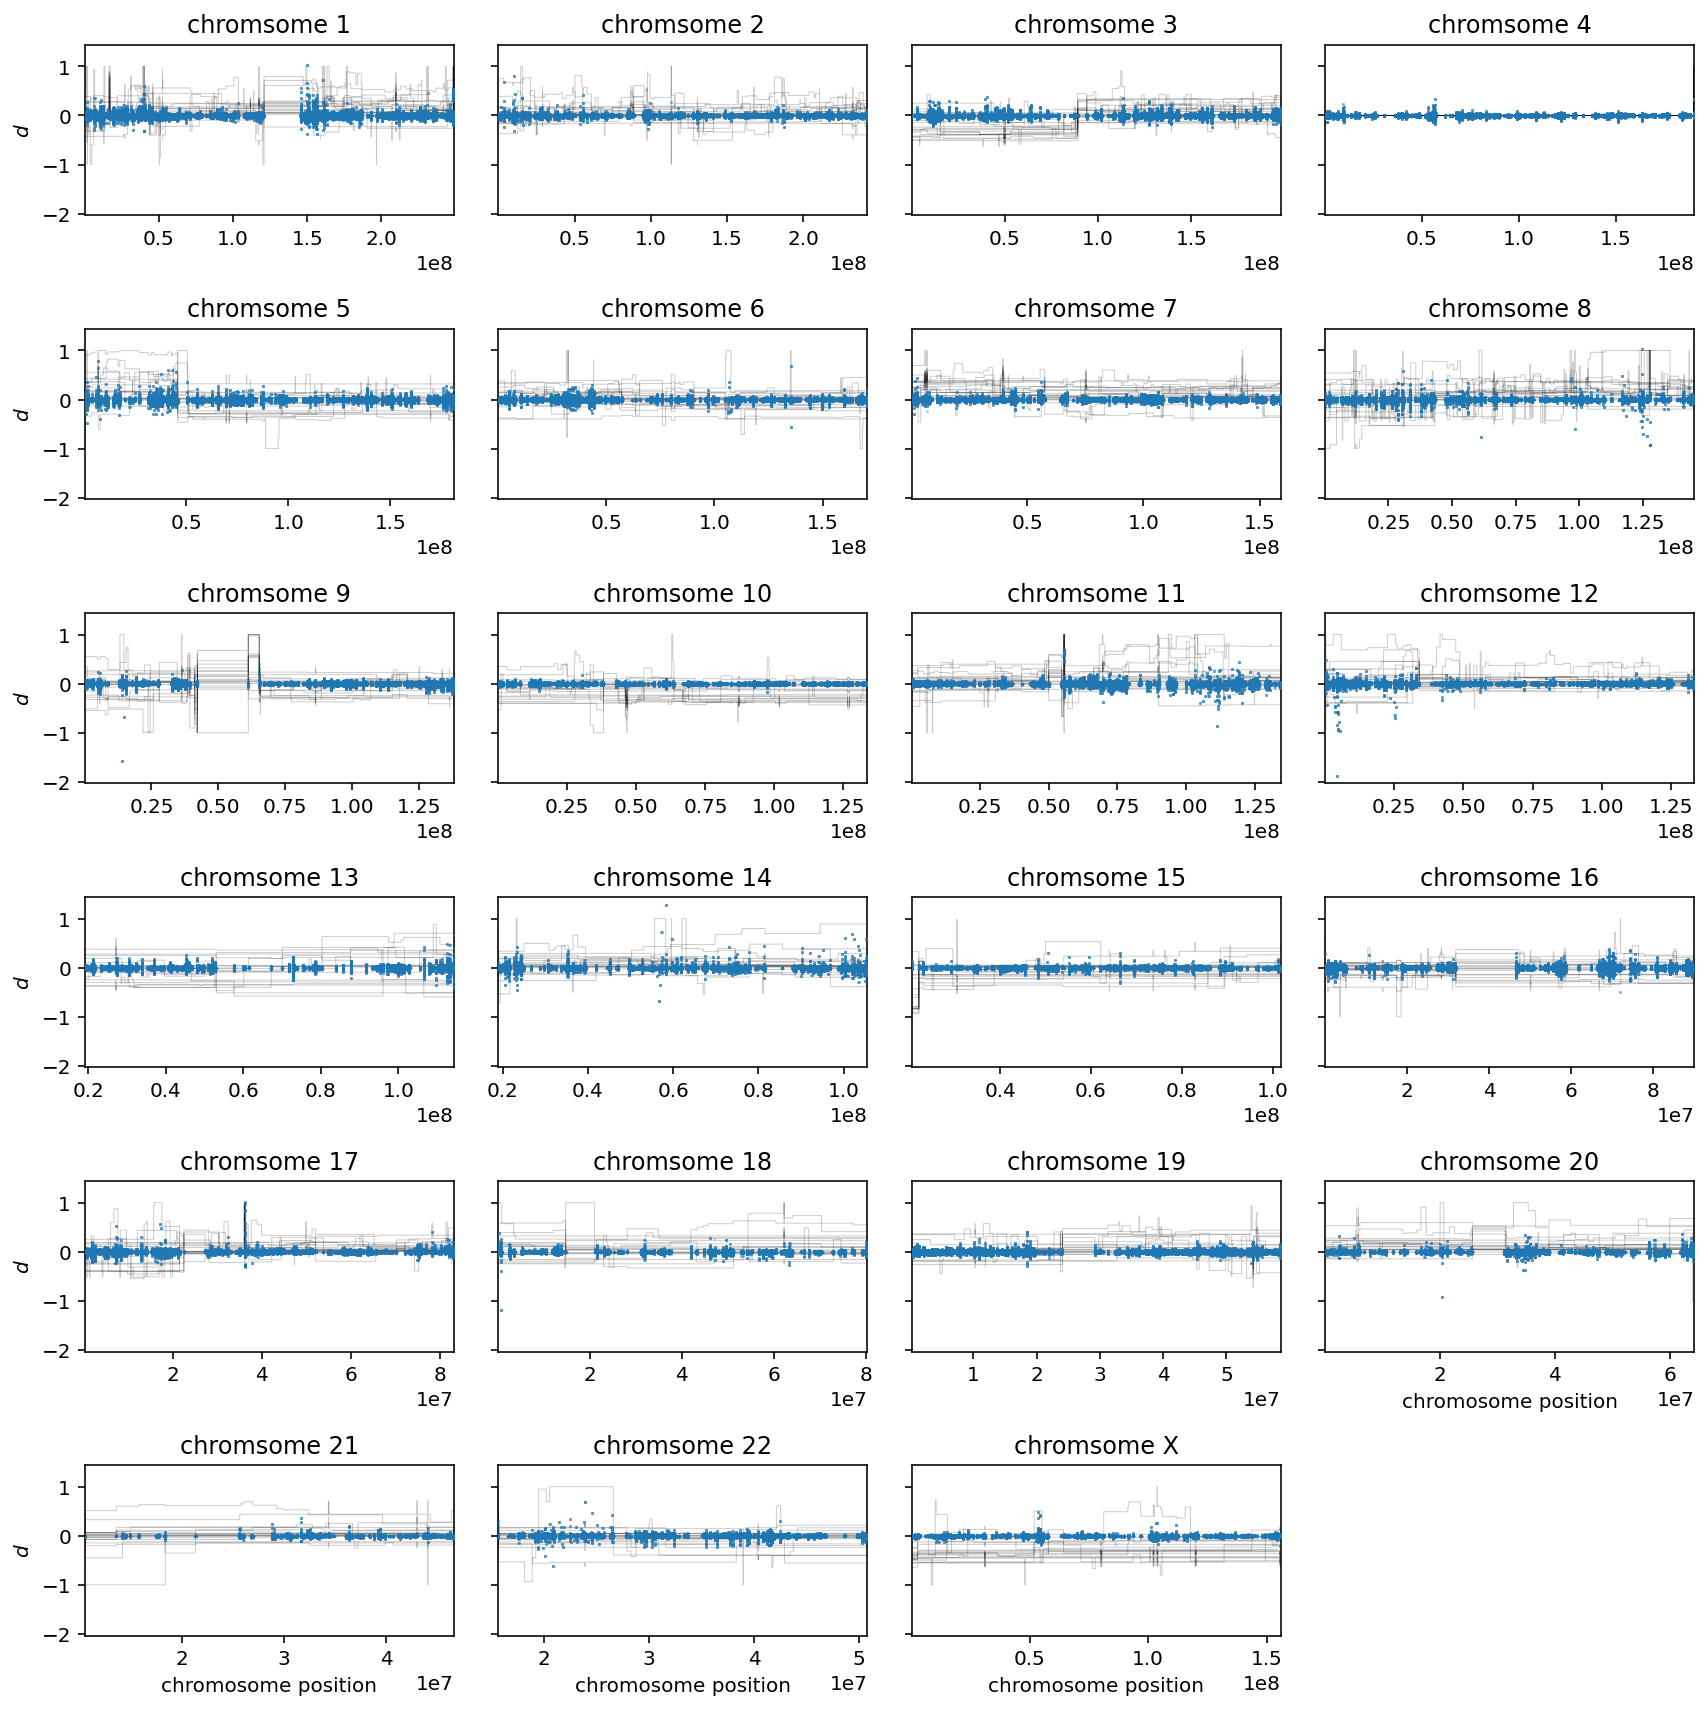 chromsome 1 chromsome 2 chromsome 3 chromsome 4
1
0
−1
−2
d
0.5 1.0 1.5 2.0 0.5 1.0 1.5 2.0 0.5 1.0 1.5 0.5 1.0 1.5
1e8 1e8 1e8 1e8
chromsome 5 chromsome 6 chromsome 7 chromsome 8
1
0
−1
−2
d
0.5 1.0 1.5 0.5 1.0 1.5 0.5 1.0 1.5 0.25 0.50 0.75 1.00 1.25
1e8 1e8 1e8 1e8
chromsome 9 chromsome 10 chromsome 11 chromsome 12
1
0
−1
−2
d
0.25 0.50 0.75 1.00 1.25 0.25 0.50 0.75 1.00 1.25 0.25 0.50 0.75 1.00 1.25 0.25 0.50 0.75 1.00 1.25
1e8 1e8 1e8 1e8
chromsome 13 chromsome 14 chromsome 15 chromsome 16
1
0
−1
−2
d
0.2 0.4 0.6 0.8 1.0 0.2 0.4 0.6 0.8 1.0 0.4 0.6 0.8 1.0 2 4 6 8
1e8 1e8 1e8 1e7
chromsome 17 chromsome 18 chromsome 19 chromsome 20
1
0
−1
−2
d
2 4 6 8 2 4 6 8 1 2 3 4 5 2 4 6
1e7 1e7 1e7 chromosome position 1e7
chromsome 21 chromsome 22 chromsome X
1
0
−1
−2
d
2 3 4 2 3 4 5 0.5 1.0 1.5
chromosome position 1e7 chromosome position 1e7 chromosome position 1e8